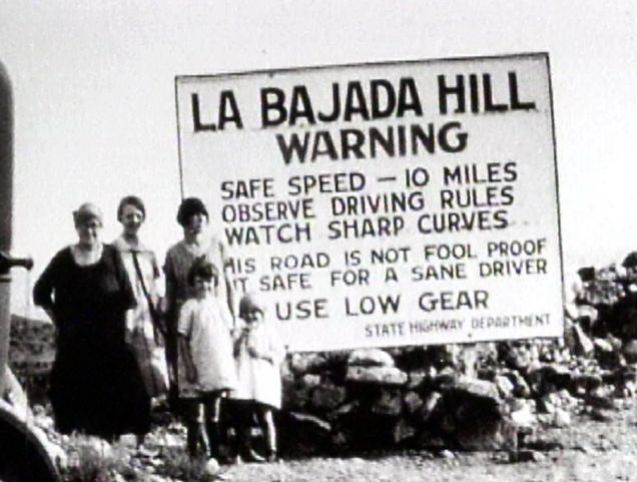 LA BAJADA HILL
WARNING
SAFE SPEED — 10 MILES
OBSERVE DRIVING RULES
WATCH SHARP CURVES
HIS ROAD IS NOT FOOL PROOF
T SAFE FOR A SANE DRIVER
USE LOW GEAR
STATE HIGHWAY DEPARTMENT